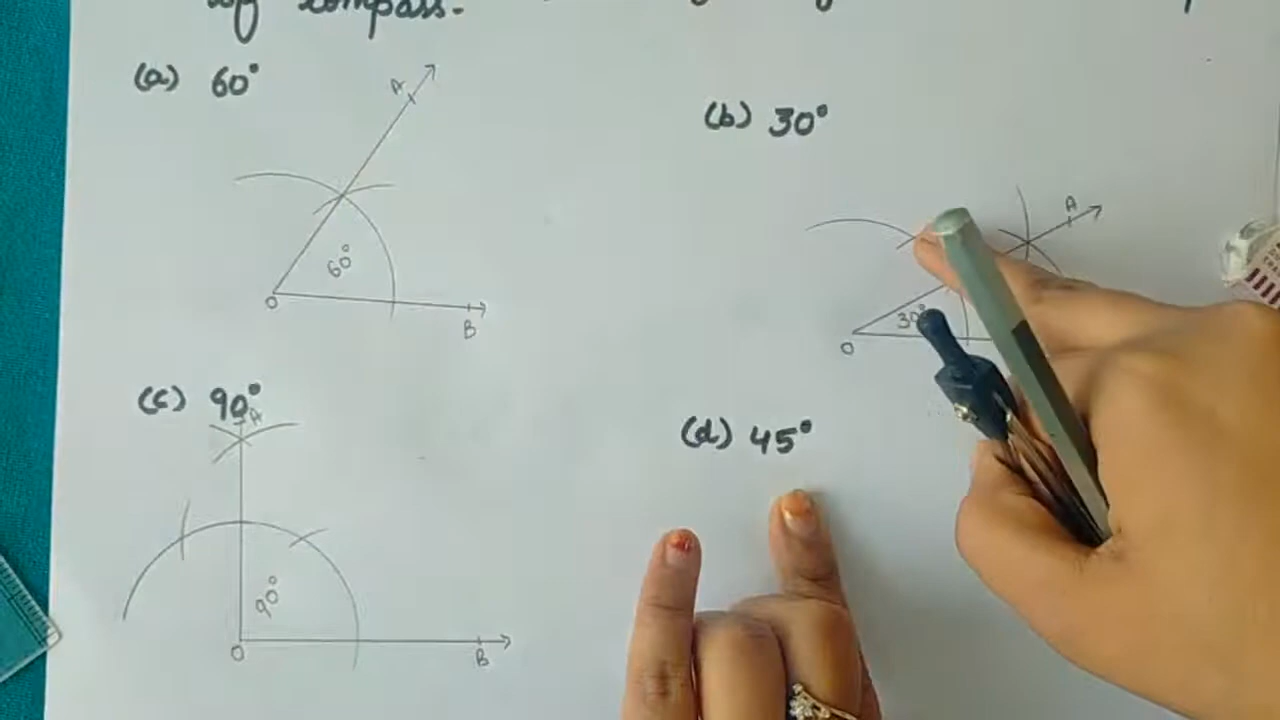 of compass.
(a) 60°
A
60°
O
B
(b) 30°
A
30°
O
(c) 90°
A
90°
O
B
(d) 45°